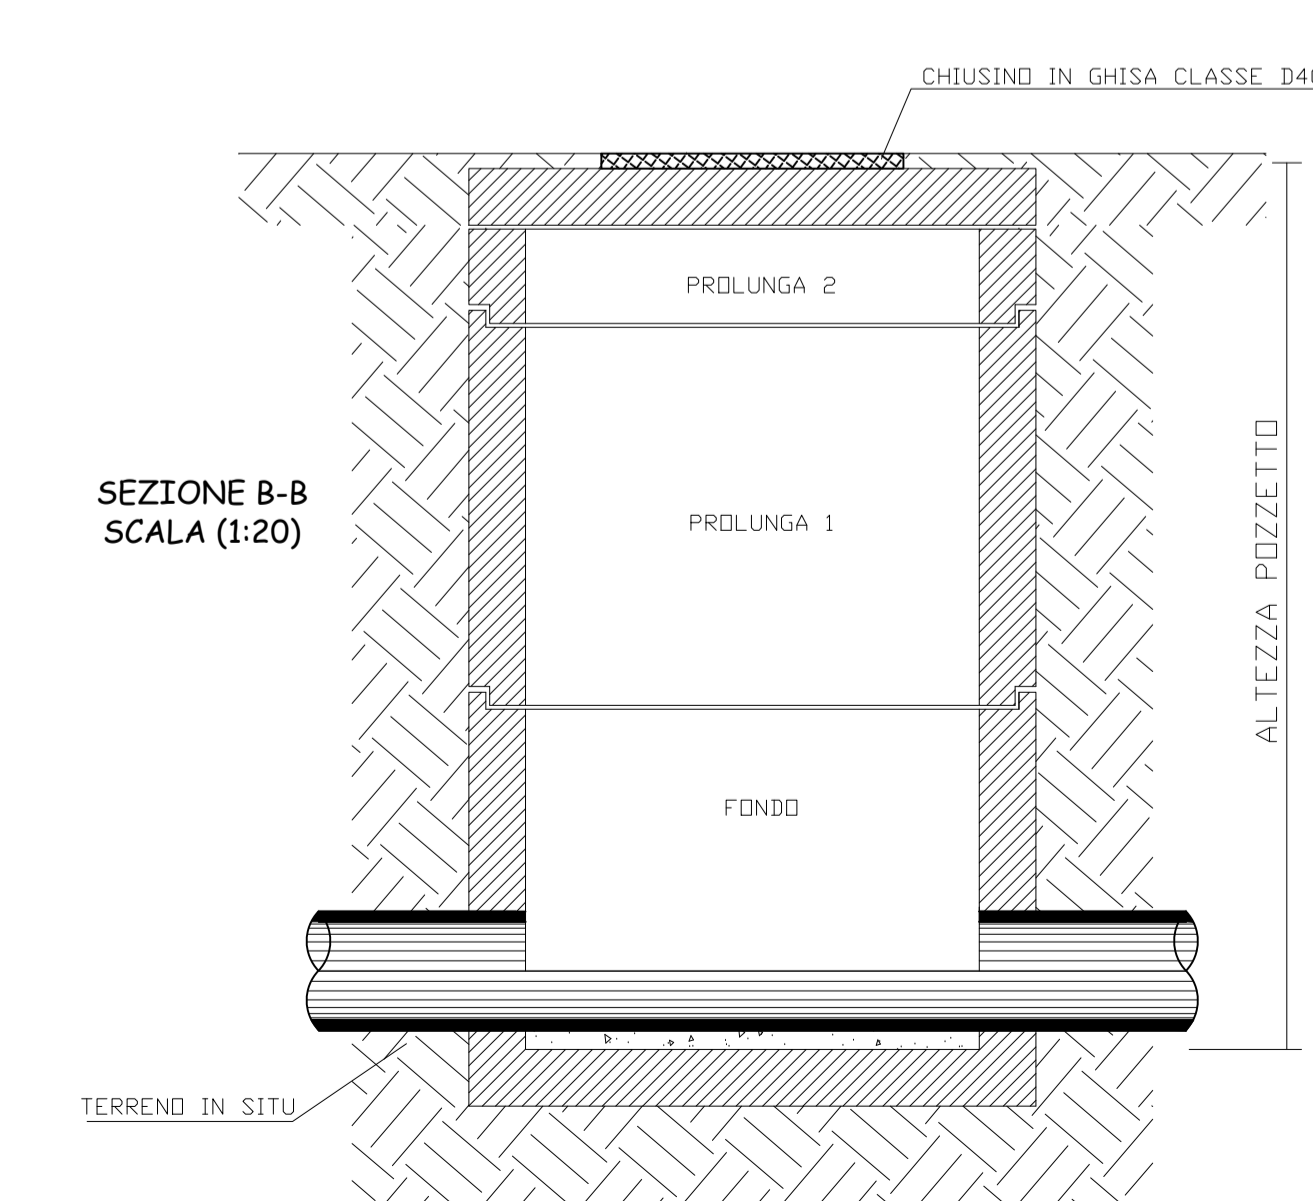 CHIUSINO IN GHISA CLASSE
PROLUNGA 2
SEZIONE B-B
SCALA (1:20)
PROLUNGA 1
ALTEZZA POZZETTO
FONDO
TERRENO IN SITU